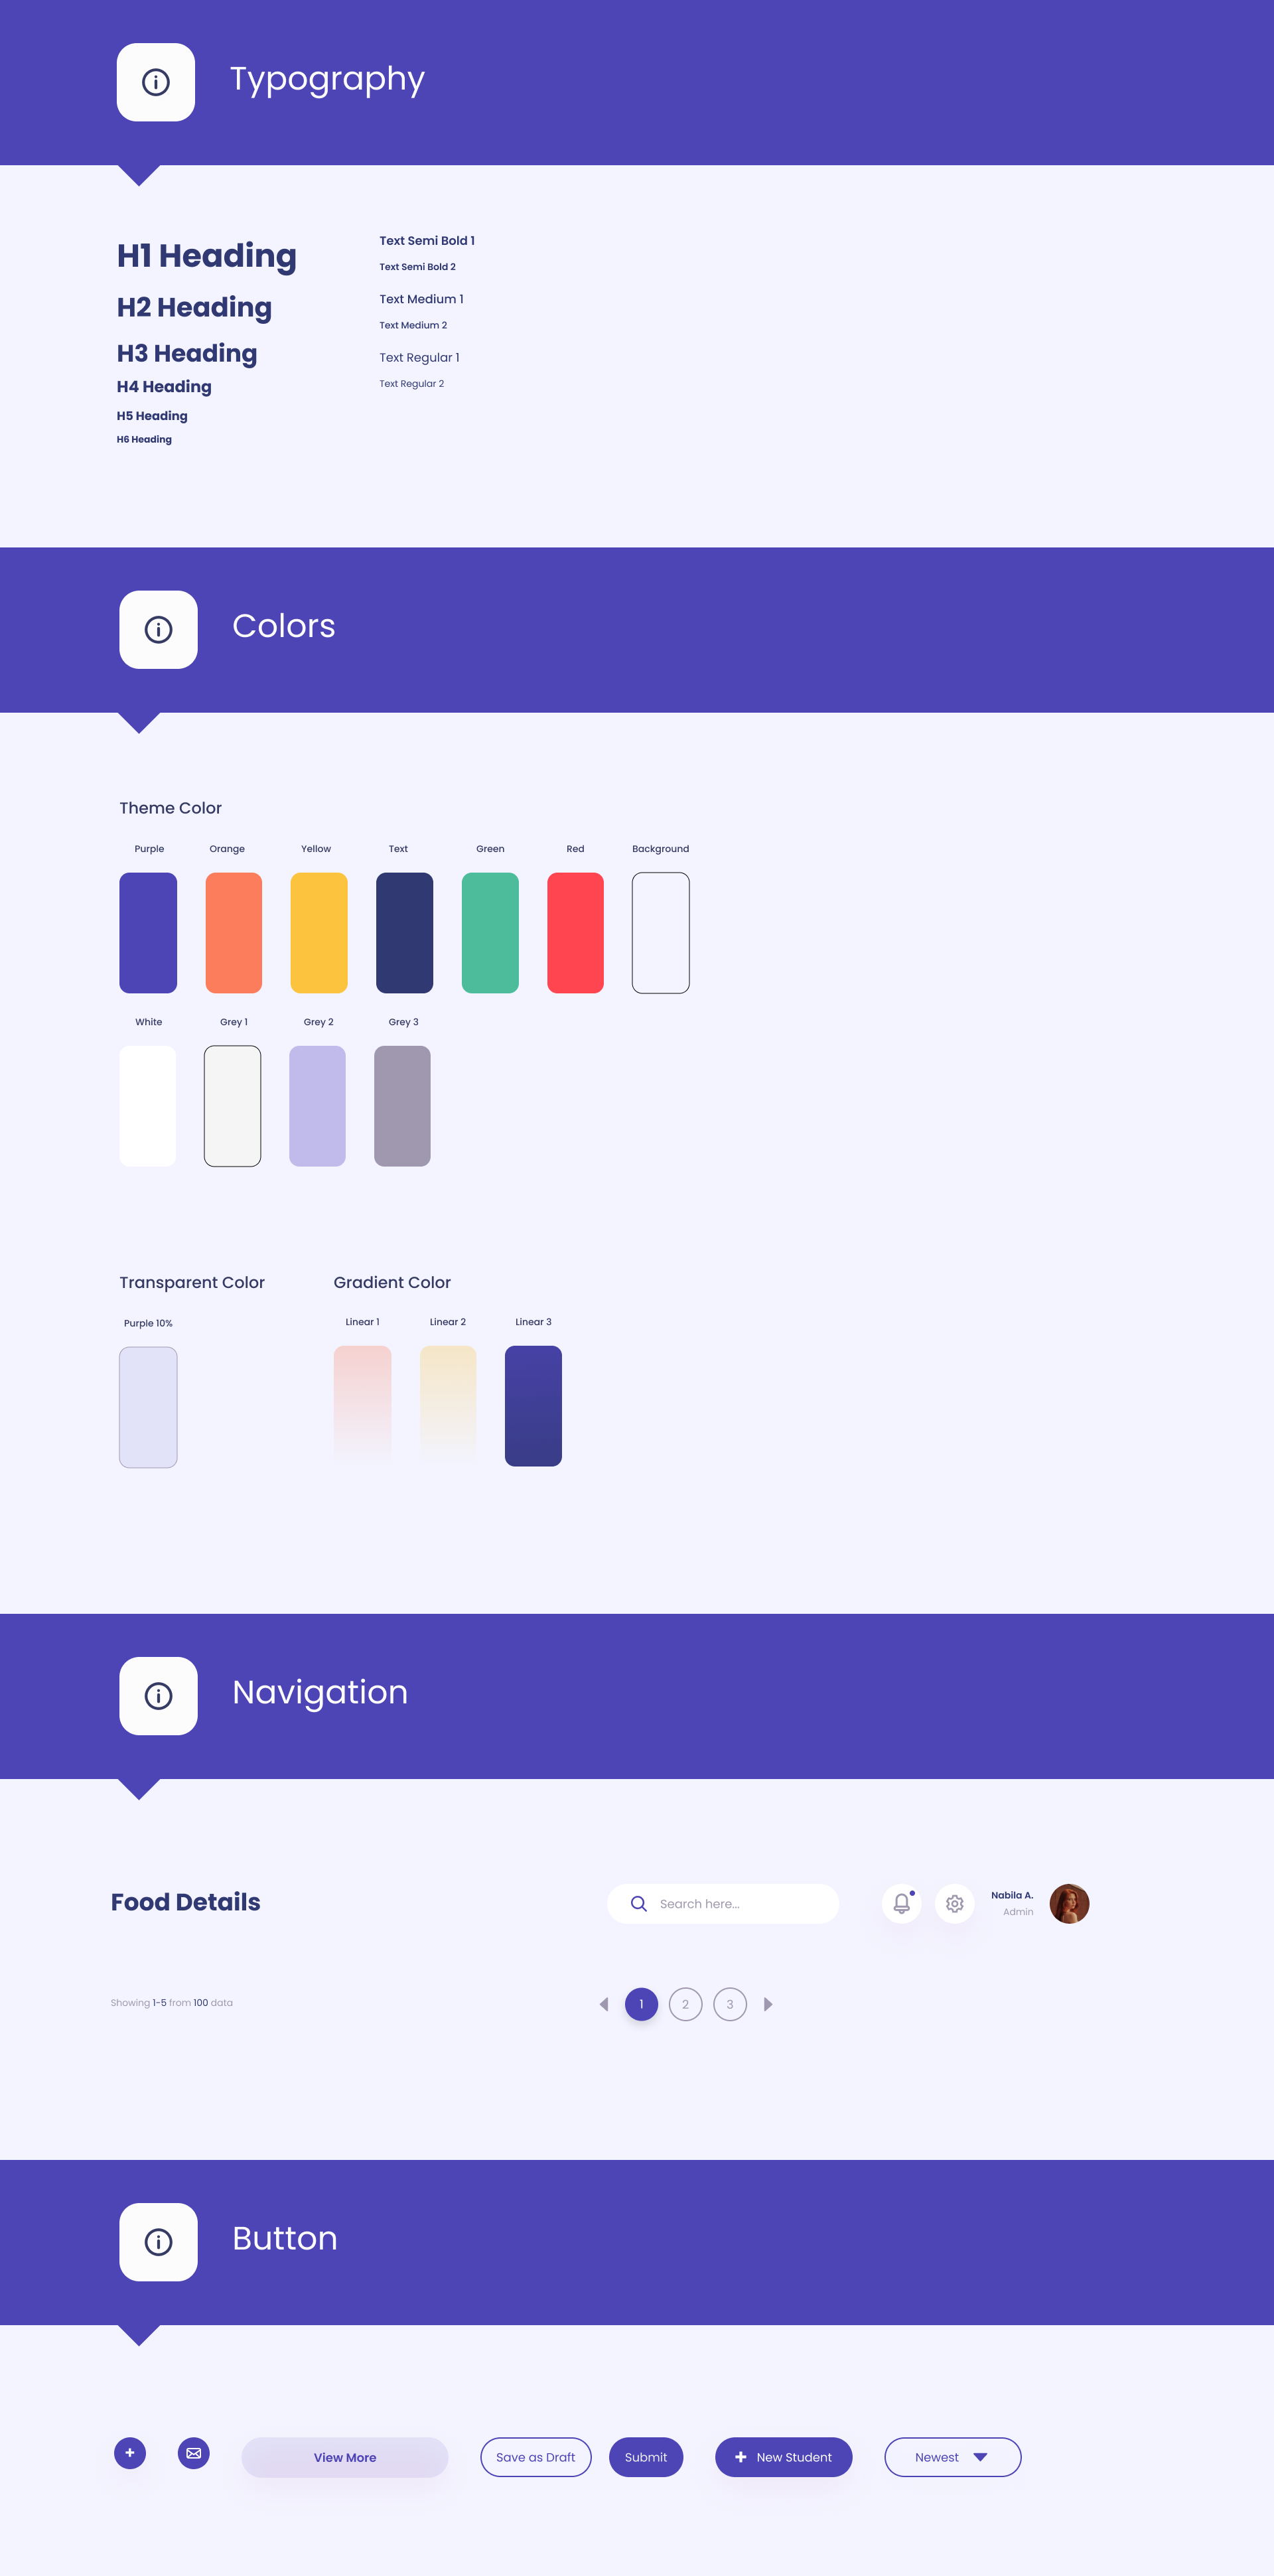 Typography
H1 Heading
H2 Heading
H3 Heading
H4 Heading
H5 Heading
H6 Heading
Text Semi Bold 1
Text Semi Bold 2
Text Medium 1
Text Medium 2
Text Regular 1
Text Regular 2
Colors
Theme Color
Purple Orange Yellow Text Green Red Background
White Grey 1 Grey 2 Grey 3
Transparent Color
Purple 10%
Gradient Color
Linear 1 Linear 2 Linear 3
Navigation
Food Details
Search here...
Nabila A.
Admin
Showing 1-5 from 100 data
1 2 3
Button
View More
Save as Draft
Submit
New Student
Newest